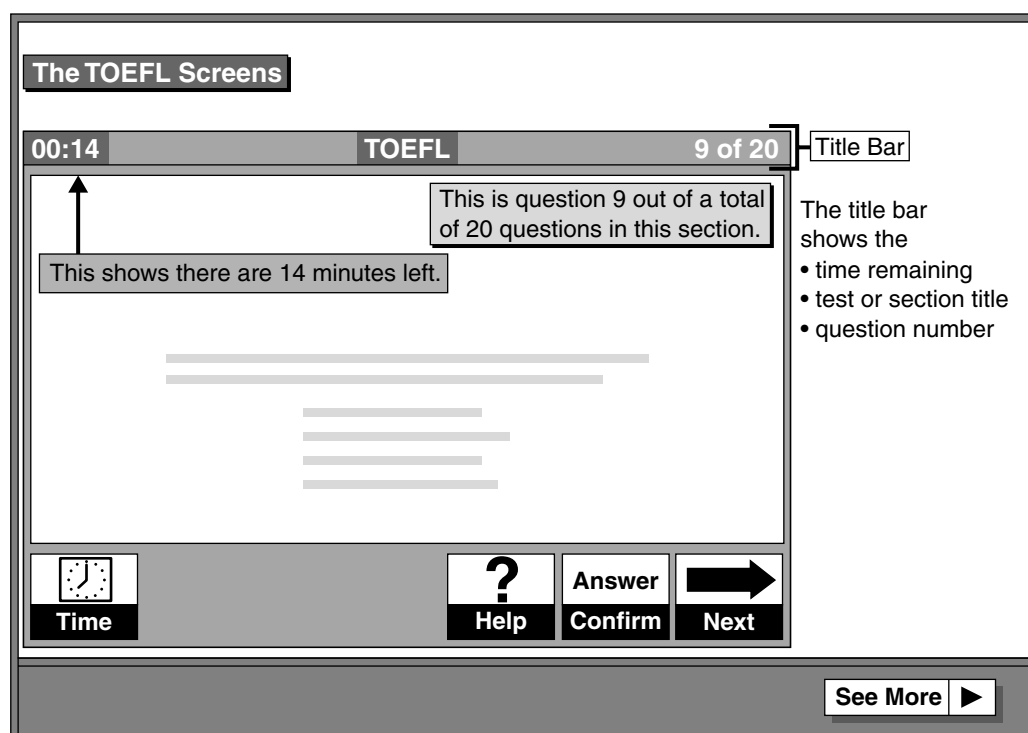 The TOEFL Screens
00:14 TOEFL 9 of 20
Title Bar
This is question 9 out of a total
of 20 questions in this section.
This shows there are 14 minutes left.
The title bar
shows the
• time remaining
• test or section title
• question number
Time
?
Help
Answer
Confirm
Next
See More